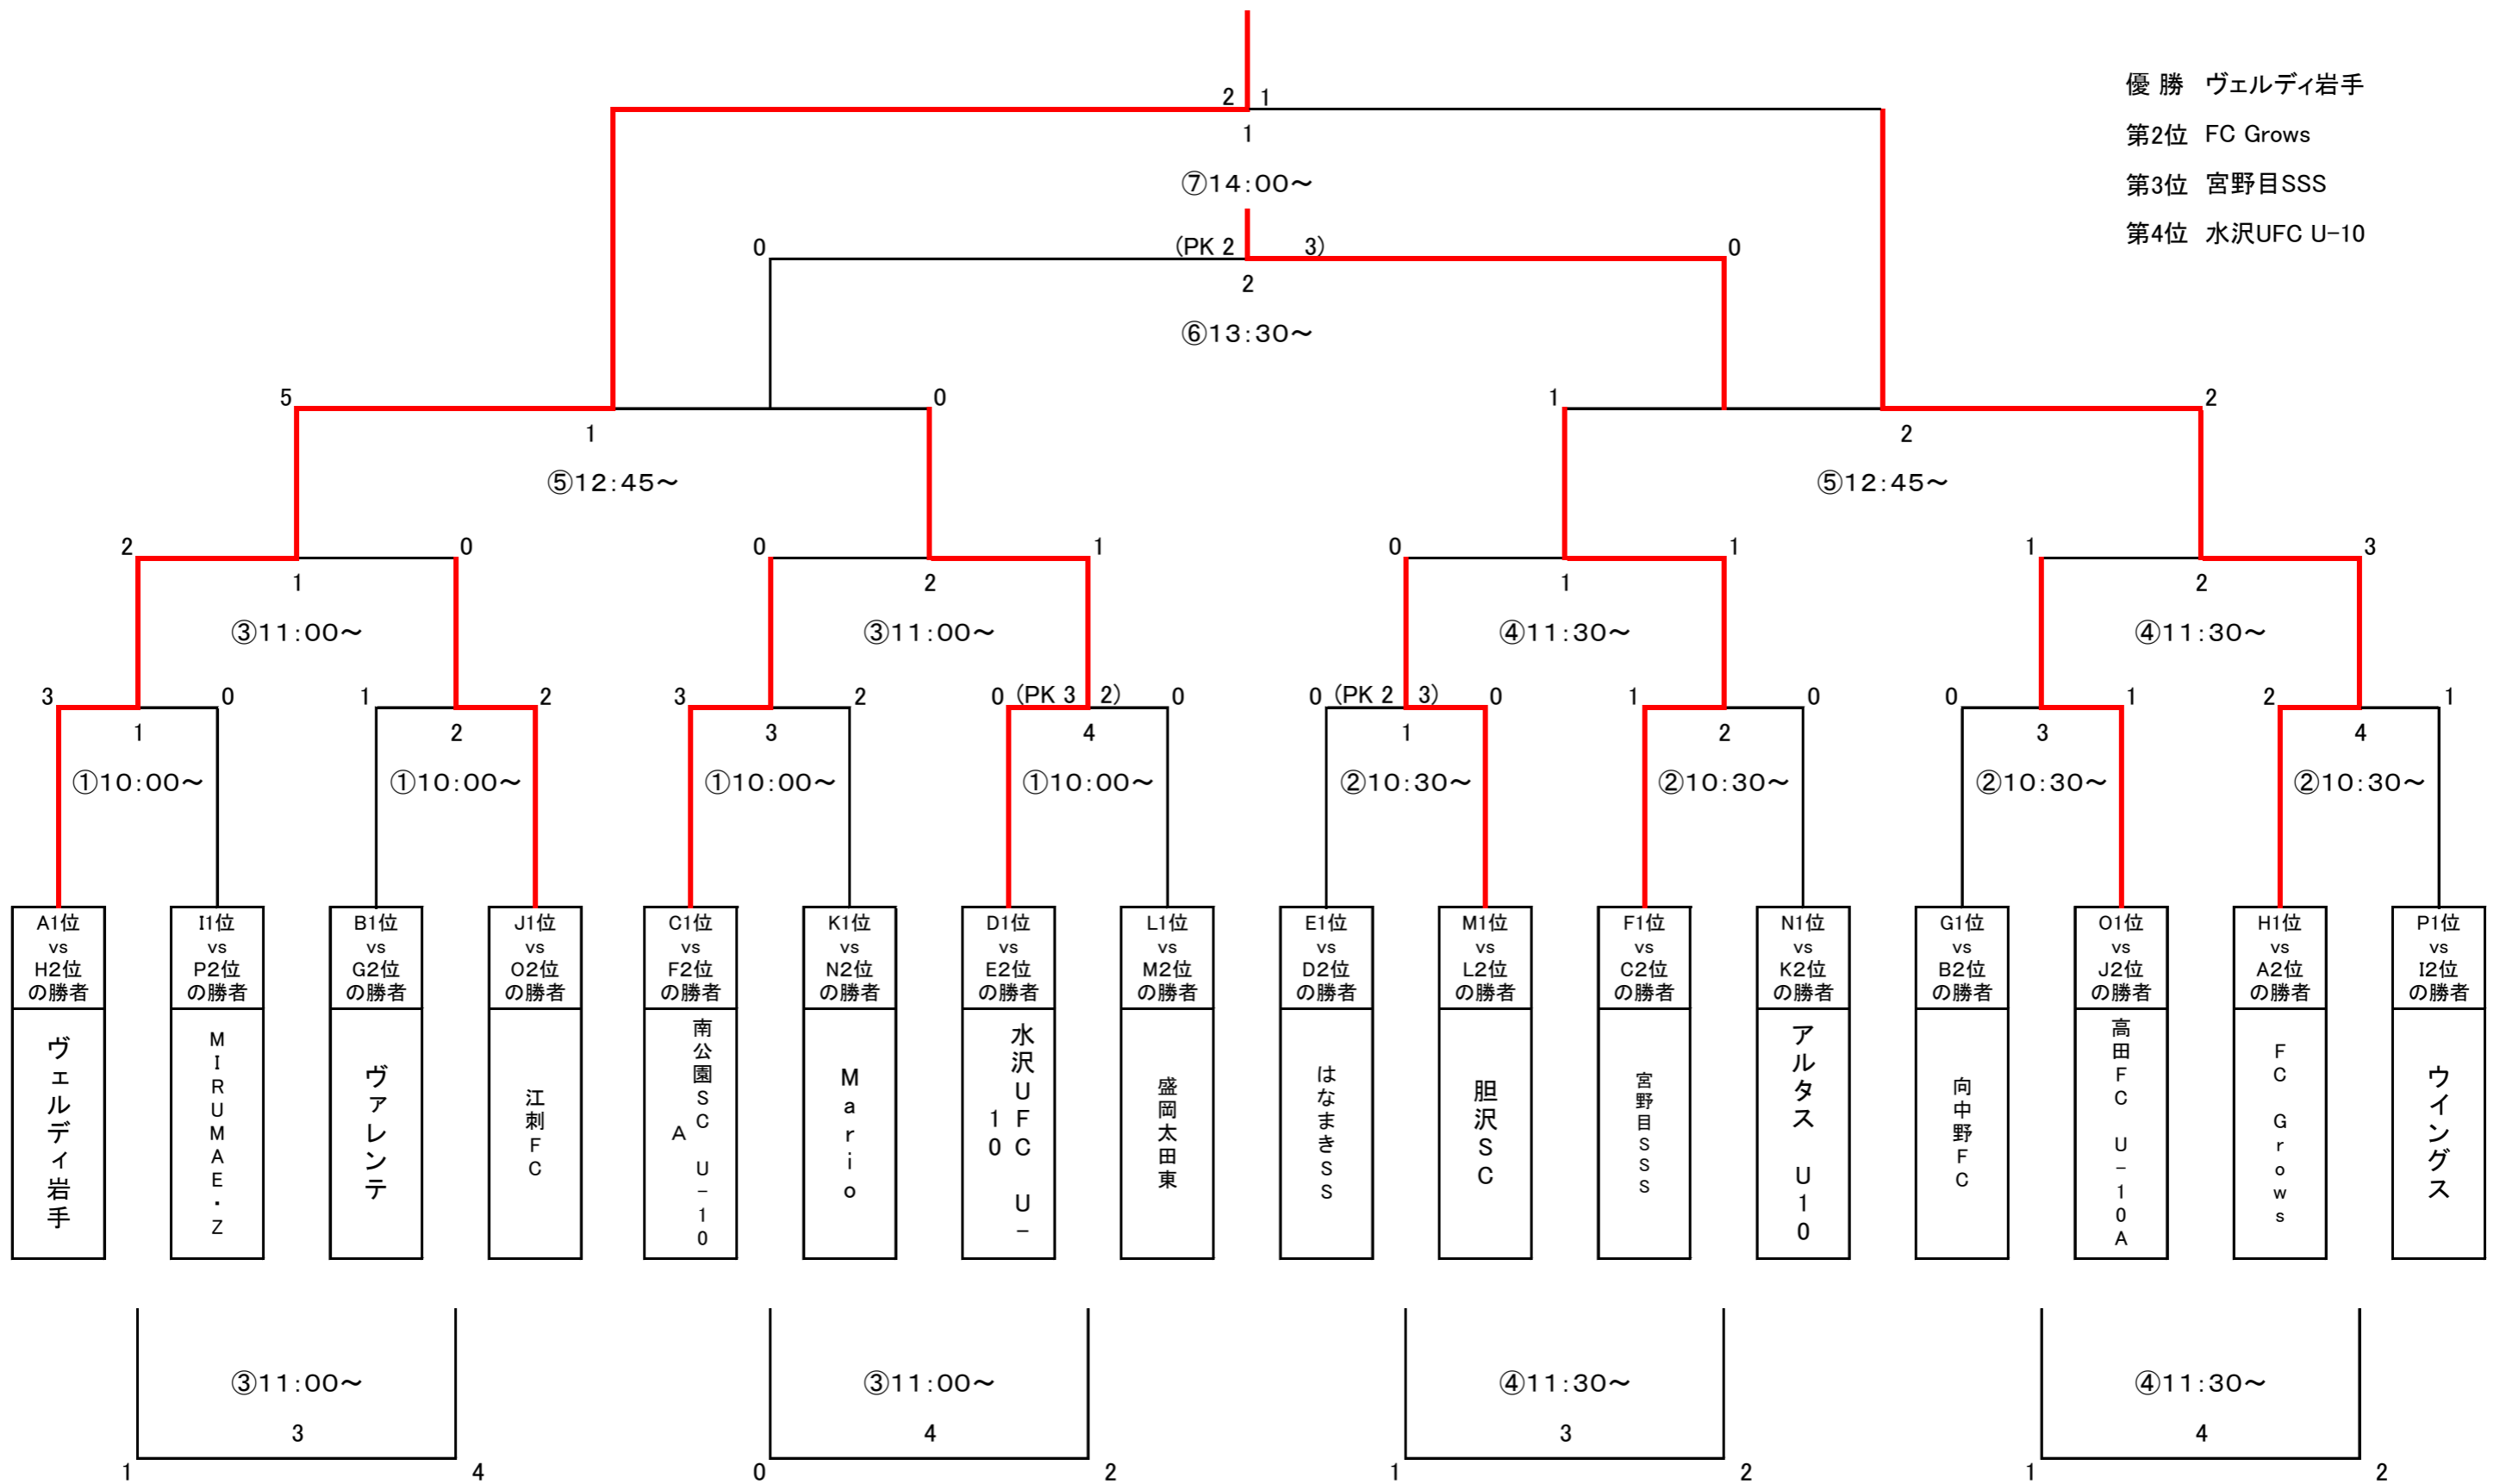 優 勝 ヴェルディ岩手
第2位 FC Grows
第3位 宮野目SSS
第4位 水沢UFC U-10
2 1
1
⑦14:00～
0 (PK 2 3) 0
2
⑥13:30～
5 0 1 2
1 2
⑤12:45～ ⑤12:45～
2 0 0 1 0 1 1 3
1 2 1 2
③11:00～ ③11:00～ ④11:30～ ④11:30～
3 0 1 2 3 2 0 (PK 3 2) 0 0 (PK 2 3) 0 1 0 0 1 2 1
1 2 3 4 1 2 3 4
①10:00～ ①10:00～ ①10:00～ ①10:00～ ②10:30～ ②10:30～ ②10:30～ ②10:30～
A1位 I1位 B1位 J1位 C1位 K1位 D1位 L1位 E1位 M1位 F1位 N1位 G1位 O1位 H1位 P1位
vs vs vs vs vs vs vs vs vs vs vs vs vs vs vs vs
H2位 P2位 G2位 O2位 F2位 N2位 E2位 M2位 D2位 L2位 C2位 K2位 B2位 J2位 A2位 I2位
の勝者 の勝者 の勝者 の勝者 の勝者 の勝者 の勝者 の勝者 の勝者 の勝者 の勝者 の勝者 の勝者 の勝者 の勝者 の勝者
ヴェルディ岩手
MIRUMAE・Z
ヴァレンテ
江刺FC
南公園SC U-10
A
Mario
水沢UFC U-
10
盛岡太田東
はなまきSS
胆沢SC
宮野目SSS
アルタス U10
向中野FC
高田FC U-10A
FC Grows
ウイングス
③11:00～ ③11:00～ ④11:30～ ④11:30～
3 4 3 4
1 4 0 2 1 2 1 2